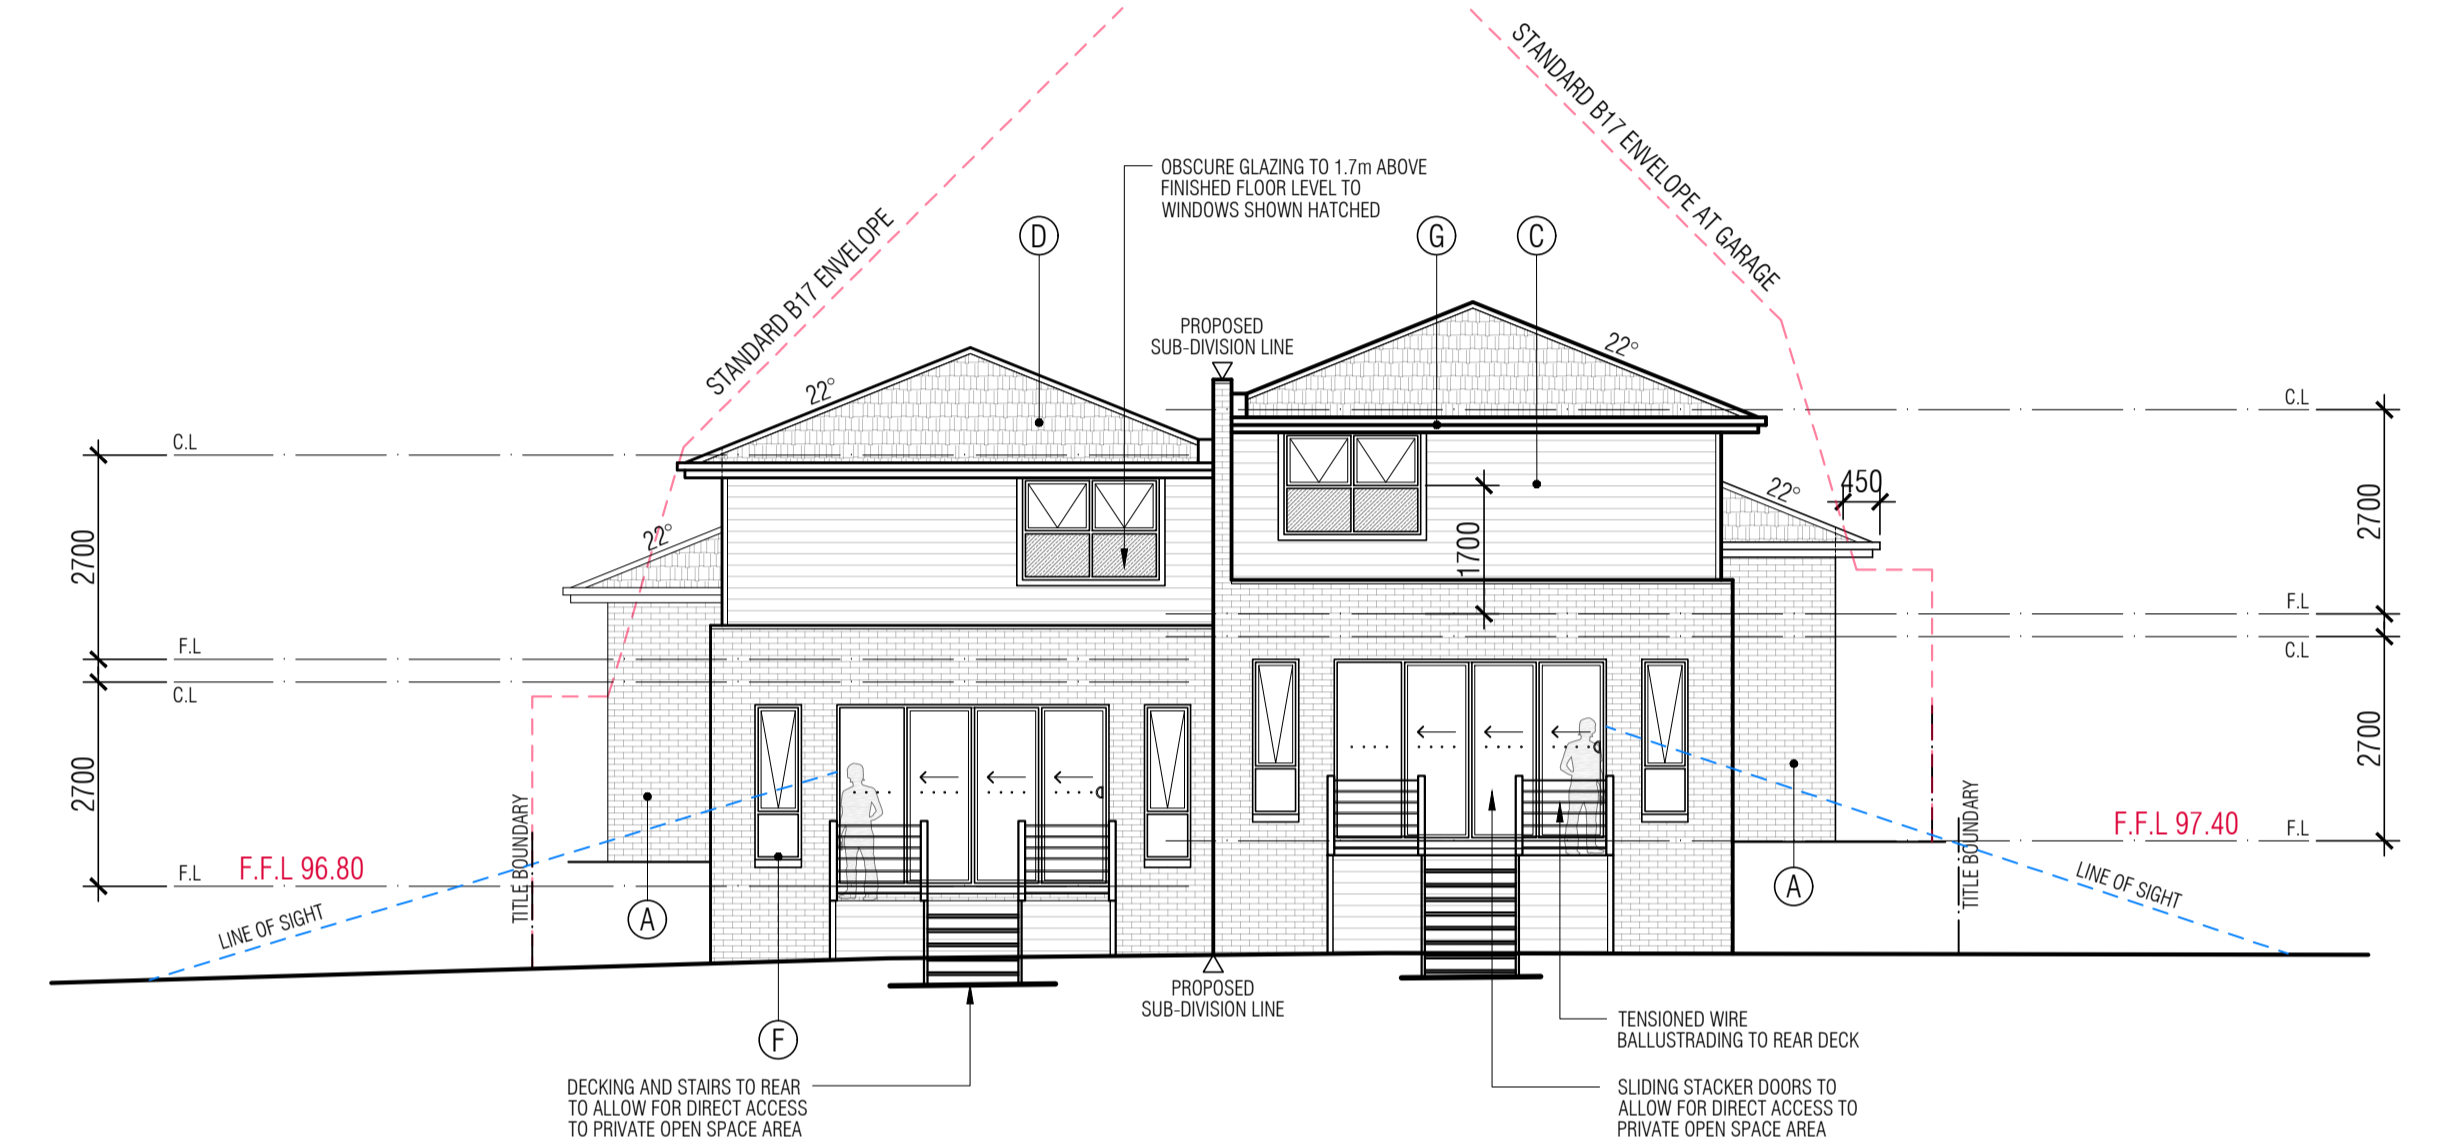 STANDARD B17 ENVELOPE
STANDARD B17 ENVELOPE AT GARAGE
OBSCURE GLAZING TO 1.7m ABOVE
FINISHED FLOOR LEVEL TO
WINDOWS SHOWN HATCHED
D
G
C
PROPOSED
SUB-DIVISION LINE
22°
22°
22°
22°
450
C.L
C.L
2700
2700
1700
F.L
F.L
C.L
C.L
2700
2700
F.L
F.F.L 96.80
F.F.L 97.40
F.L
TITLE BOUNDARY
TITLE BOUNDARY
LINE OF SIGHT
LINE OF SIGHT
A
A
F
PROPOSED
SUB-DIVISION LINE
TENSIONED WIRE
BALLUSTRADING TO REAR DECK
DECKING AND STAIRS TO REAR
TO ALLOW FOR DIRECT ACCESS
TO PRIVATE OPEN SPACE AREA
SLIDING STACKER DOORS TO
ALLOW FOR DIRECT ACCESS TO
PRIVATE OPEN SPACE AREA